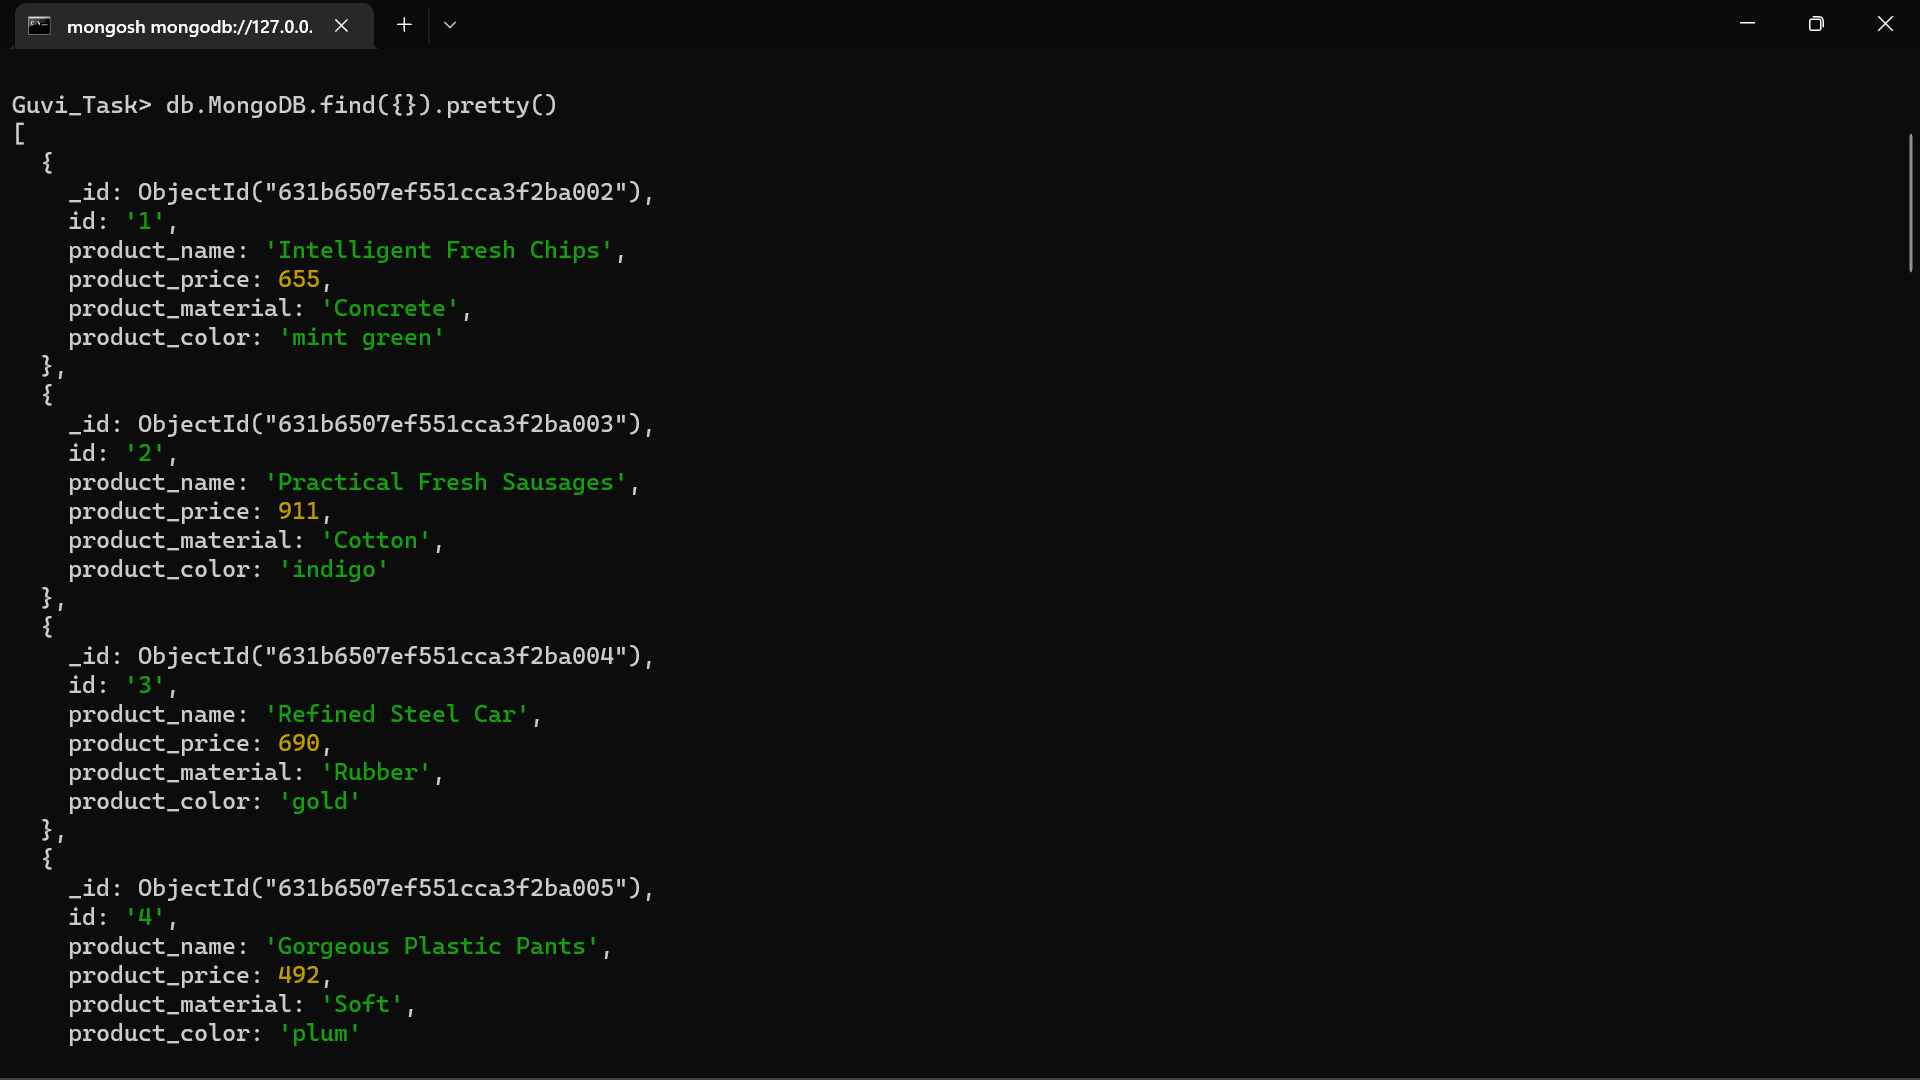 mongosh mongodb://127.0.0.
Guvi_Task> db.MongoDB.find({}).pretty()
[
  {
    _id: ObjectId("631b6507ef551cca3f2ba002"),
    id: '1',
    product_name: 'Intelligent Fresh Chips',
    product_price: 655,
    product_material: 'Concrete',
    product_color: 'mint green'
  },
  {
    _id: ObjectId("631b6507ef551cca3f2ba003"),
    id: '2',
    product_name: 'Practical Fresh Sausages',
    product_price: 911,
    product_material: 'Cotton',
    product_color: 'indigo'
  },
  {
    _id: ObjectId("631b6507ef551cca3f2ba004"),
    id: '3',
    product_name: 'Refined Steel Car',
    product_price: 690,
    product_material: 'Rubber',
    product_color: 'gold'
  },
  {
    _id: ObjectId("631b6507ef551cca3f2ba005"),
    id: '4',
    product_name: 'Gorgeous Plastic Pants',
    product_price: 492,
    product_material: 'Soft',
    product_color: 'plum'